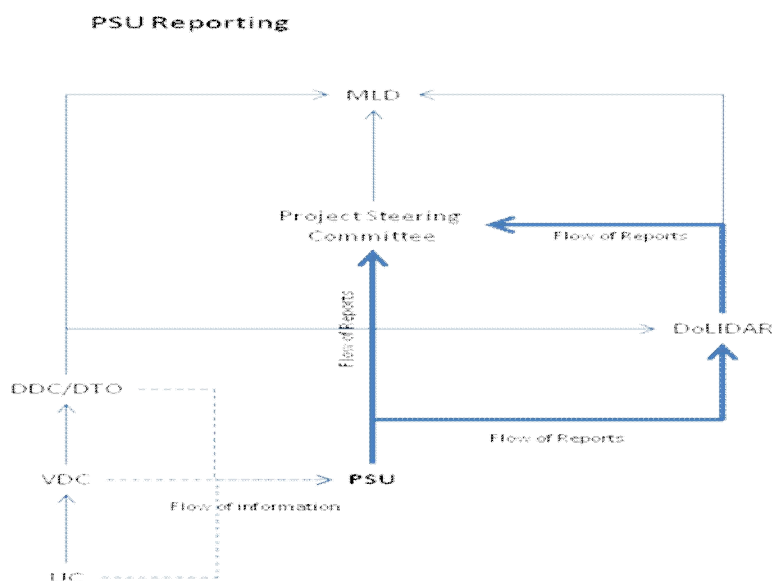 PSU Reporting
MLD
Project Steering
Committee
Flow of Reports
Flow of Reports
DoLIDAR
DDC/DTO
Flow of Reports
VDC
PSU
Flow of information
UC